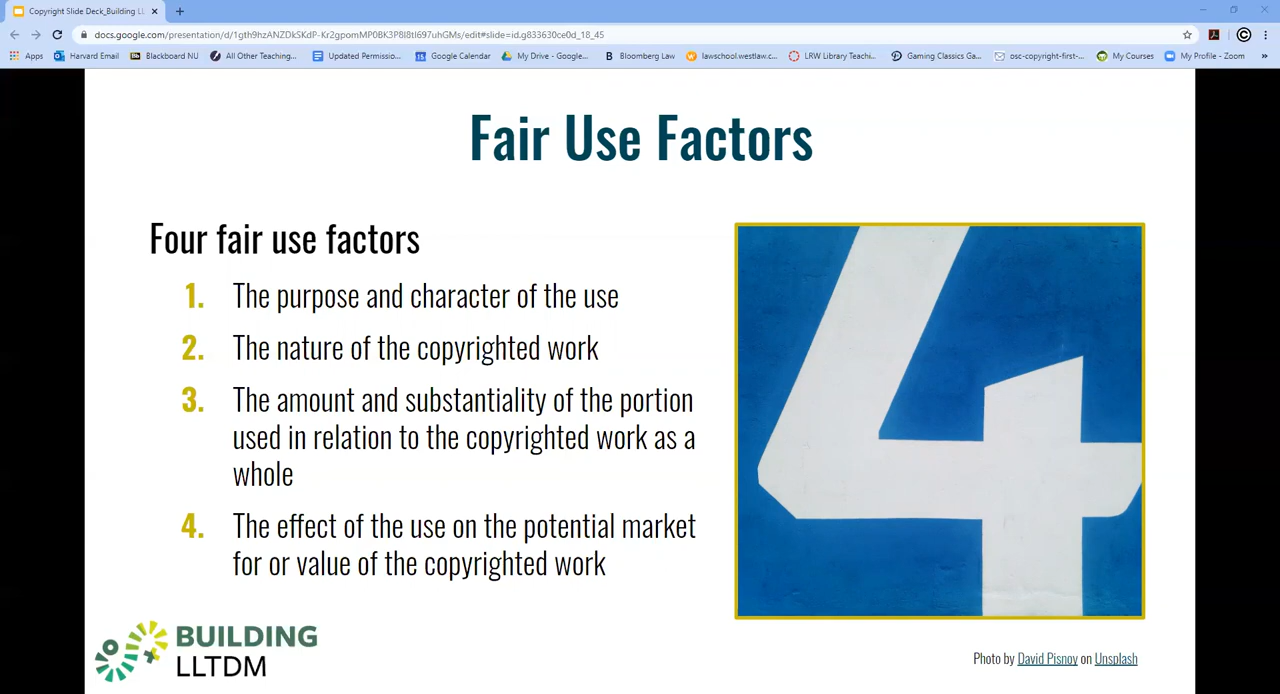 Copyright Slide Deck_Building LL
docs.google.com/presentation/d/1gth9hzANZDkSKdP-Kr2gpomMP0BK3P8I8tI697uhGMs/edit#slide=id.g833630ce0d_18_45
Apps Harvard Email Blackboard NU All Other Teaching... Updated Permissio... Google Calendar My Drive - Google... Bloomberg Law lawschool.westlaw.c... LRW Library Teachi... Gaming Classics Ga... osc-copyright-first-... My Courses My Profile - Zoom »
Fair Use Factors
Four fair use factors
1. The purpose and character of the use
2. The nature of the copyrighted work
3. The amount and substantiality of the portion
used in relation to the copyrighted work as a
whole
4. The effect of the use on the potential market
for or value of the copyrighted work
4
BUILDING
LLTDM
Photo by David Pisnoy on Unsplash